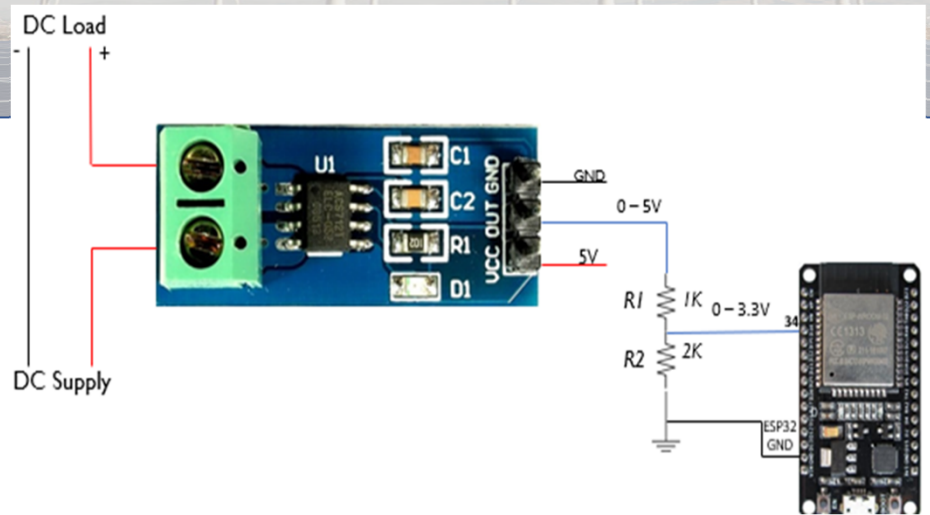 DC Load
- +
U1
C1
C2
R1
D1
VCC OUT GND
102
GND
0 – 5V
5V
R1 1K
0 – 3.3V
34
R2 2K
ESP32
GND
DC Supply